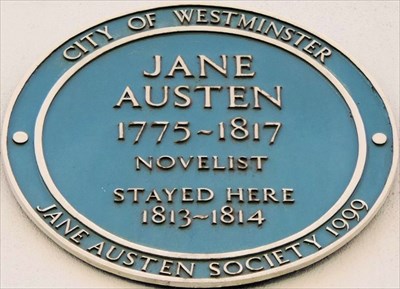 CITY OF WESTMINSTER
JANE
AUSTEN
1775~1817
NOVELIST
STAYED HERE
1813~1814
JANE AUSTEN SOCIETY 1999